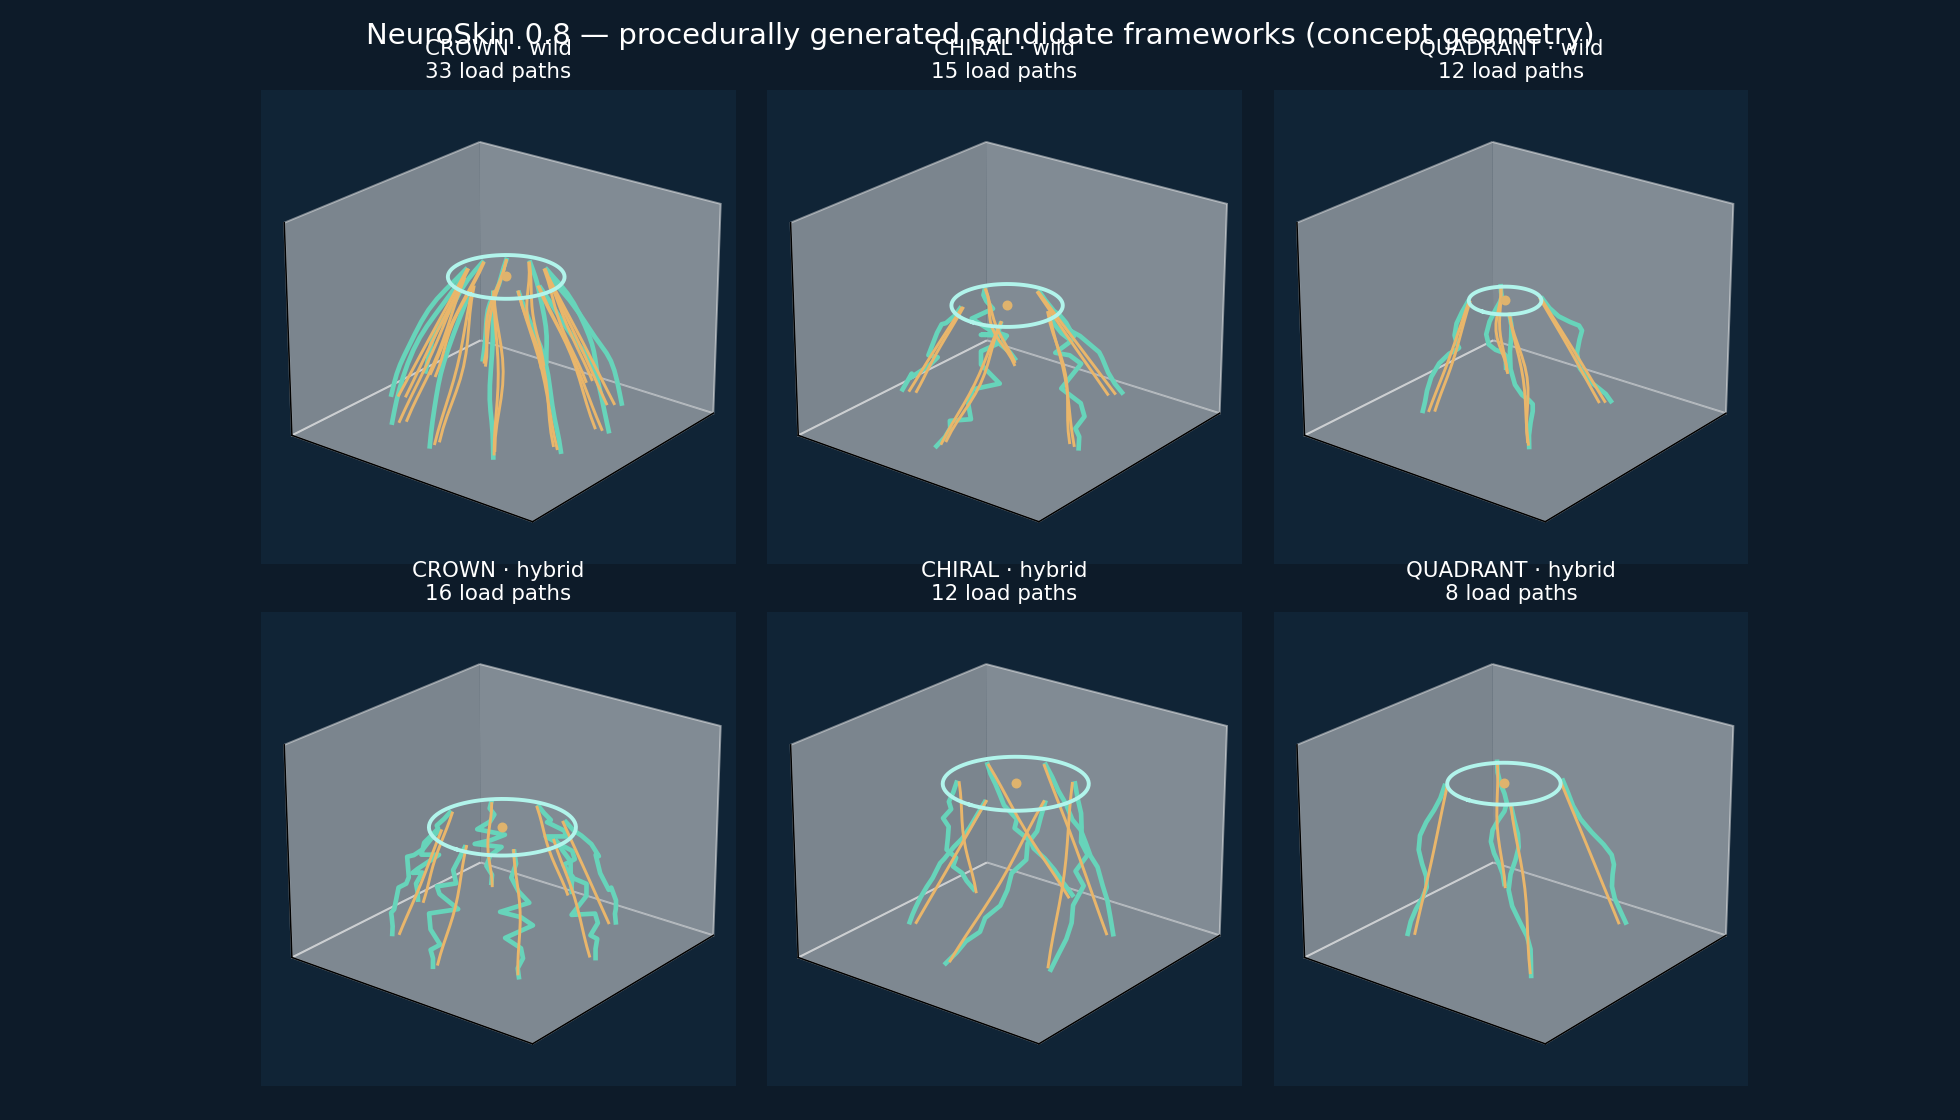 NeuroSkin 0.8 — procedurally generated candidate frameworks (concept geometry)
CROWN · wild
33 load paths
CHIRAL · wild
15 load paths
QUADRANT · wild
12 load paths
CROWN · hybrid
16 load paths
CHIRAL · hybrid
12 load paths
QUADRANT · hybrid
8 load paths